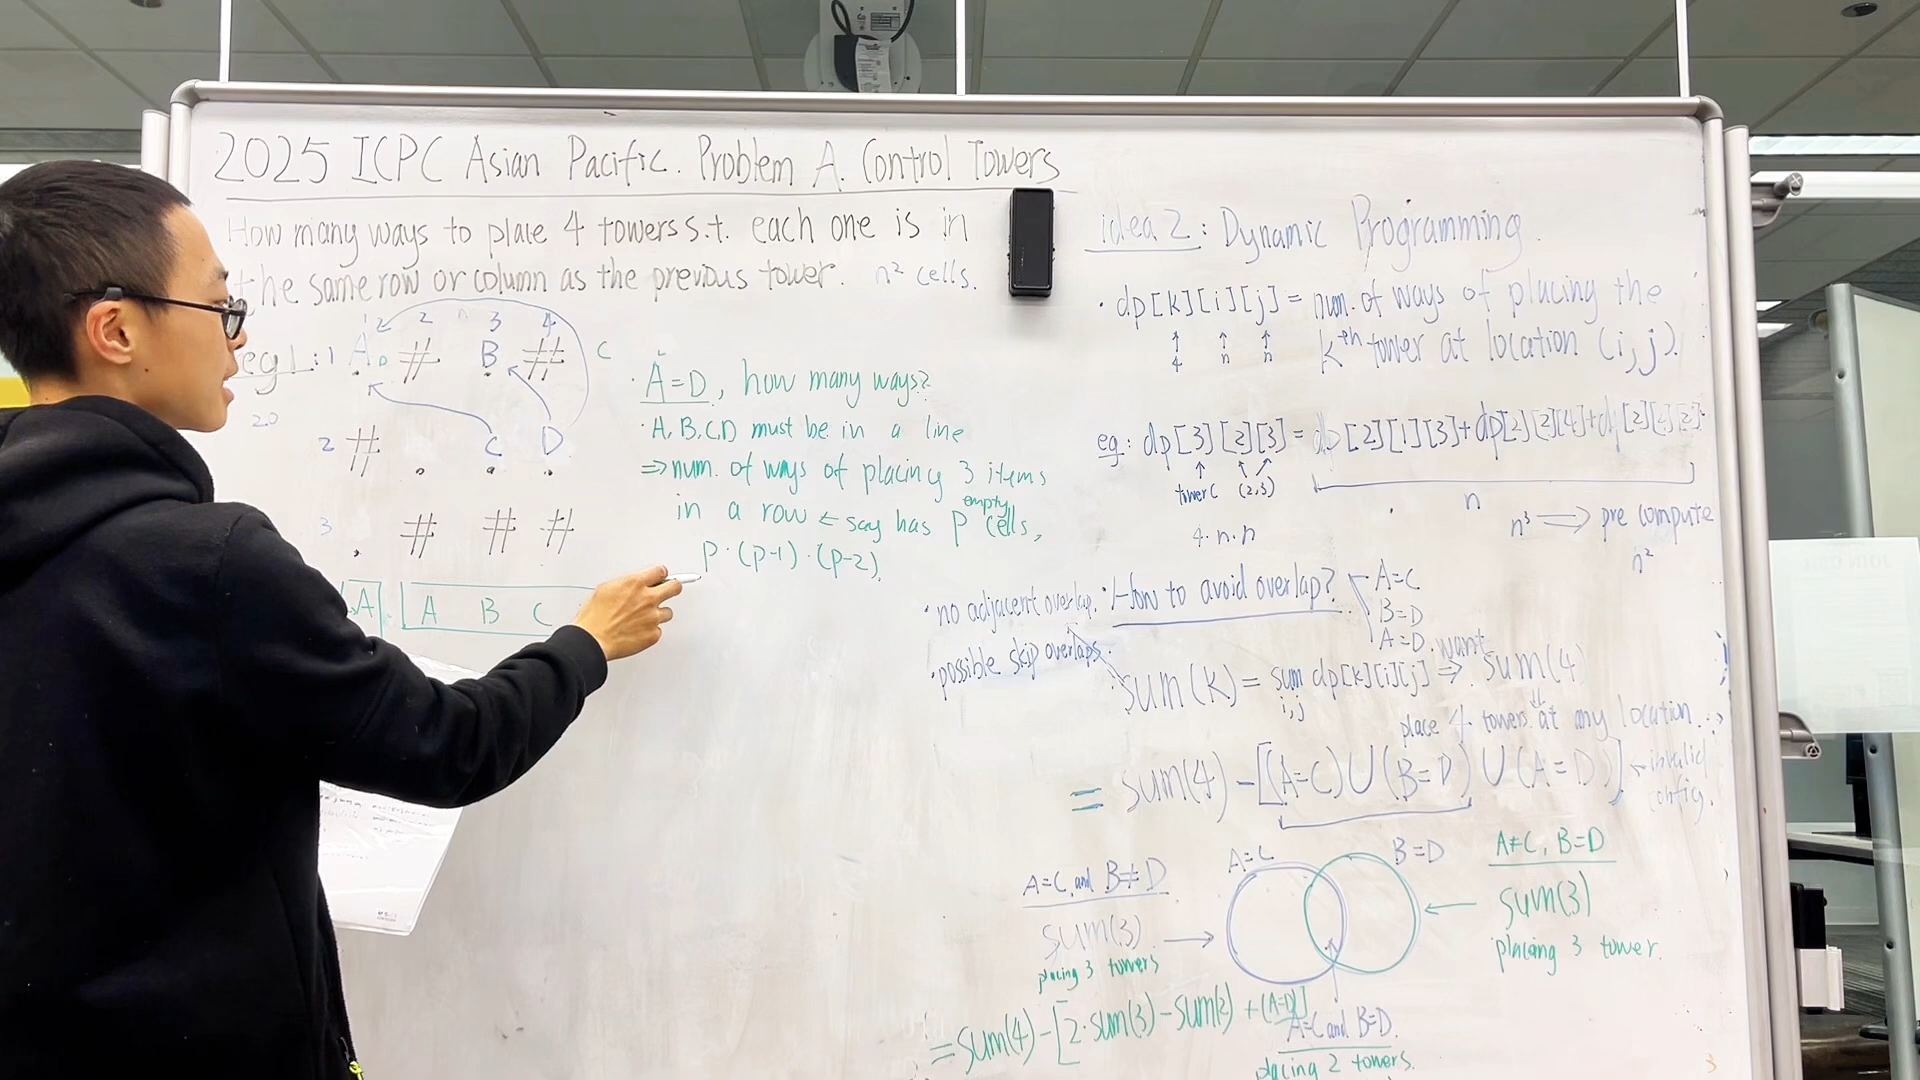 2025 ICPC Asian Pacific. Problem A. Control Towers
How many ways to place 4 towers s.t. each one is in
the same row or column as the previous tower. n² cells.
eg1:
1 2 3 4
1 A D # B ## C
20
2 # C D
3 # # #
A A B C
· A=D, how many ways?
· A, B, C, D must be in a line
⇒ num. of ways of placing 3 items
in a row ← say has P empty cells,
P·(P-1)·(P-2)
idea 2: Dynamic Programming.
· dp[k][i][j] = num. of ways of placing the
kth tower at location (i,j).
4 n n
eg: dp[3][2][3] = dp[2][1][3]+dp[2][2][4]+
tower C (2,3)
n
4·n·n
n³ ⟹ pre compute
n²
· no adjacent overlap.
· possible skip overlaps.
· How to avoid overlap?
A=C
B=D
A=D
sum(k) = sum dp[k][i][j] ⇒ want sum(4)
i,j
place 4 towers at any location.
= sum(4) - [(A=C) ∪ (B=D) ∪ (A=D)] ← invalid
config.
A=C and B≠D
sum(3) →
placing 3 towers
A=C
B=D
A≠C, B=D
← sum(3)
placing 3 tower.
= sum(4) - [2·sum(3) - sum(2) + (A=D)]
A=C and B=D.
placing 2 towers.
3